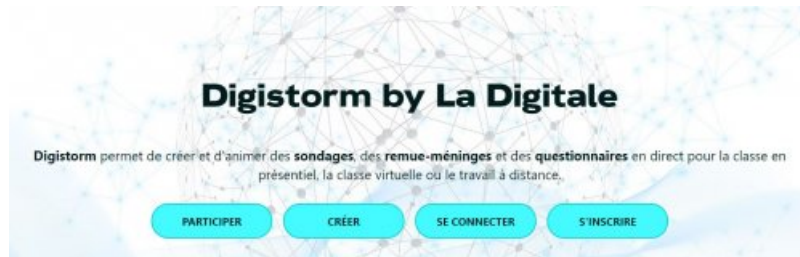 Digistorm by La Digitale
Digistorm permet de créer et d'animer des sondages, des remue-méninges et des questionnaires en direct pour la classe en
présentiel, la classe virtuelle ou le travail à distance.
PARTICIPER CRÉER SE CONNECTER S'INSCRIRE